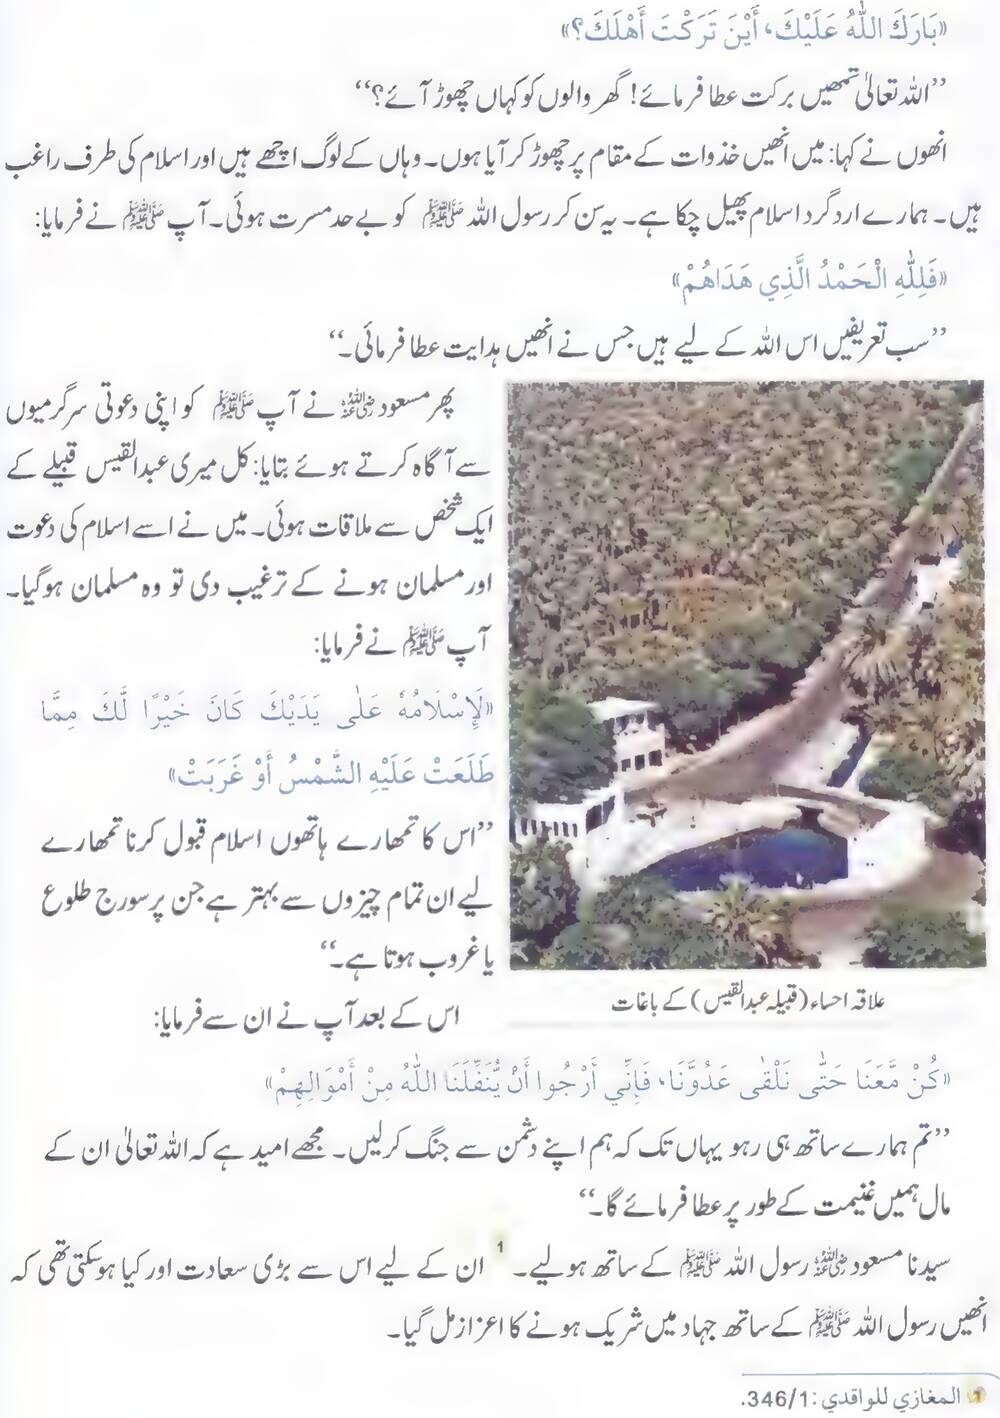 «بَارَكَ اللّٰهُ عَلَيْكَ، أَيْنَ تَرَكْتَ أَهْلَكَ؟»
’’اللہ تعالیٰ تمھیں برکت عطا فرمائے! گھر والوں کو کہاں چھوڑ آئے؟‘‘
انھوں نے کہا: میں انھیں خذوات کے مقام پر چھوڑ کر آیا ہوں۔ وہاں کے لوگ اچھے ہیں اور اسلام کی طرف راغب
ہیں۔ ہمارے ارد گرد اسلام پھیل چکا ہے۔ یہ سن کر رسول اللہ ﷺ کو بے حد مسرت ہوئی۔ آپ ﷺ نے فرمایا:
«فَلِلّٰهِ الْحَمْدُ الَّذِي هَدَاهُمْ»
’’سب تعریفیں اس اللہ کے لیے ہیں جس نے انھیں ہدایت عطا فرمائی۔‘‘
پھر مسعود رضی اللہ عنہ نے آپ ﷺ کو اپنی دعوتی سرگرمیوں
سے آگاہ کرتے ہوئے بتایا: کل میری عبدالقیس قبیلے کے
ایک شخص سے ملاقات ہوئی۔ میں نے اسے اسلام کی دعوت
اور مسلمان ہونے کے ترغیب دی تو وہ مسلمان ہوگیا۔
آپ ﷺ نے فرمایا:
«لَإِسْلَامُهُ عَلٰى يَدَيْكَ كَانَ خَيْرًا لَّكَ مِمَّا
طَلَعَتْ عَلَيْهِ الشَّمْسُ أَوْ غَرَبَتْ»
’’اس کا تمھارے ہاتھوں اسلام قبول کرنا تمھارے
لیے ان تمام چیزوں سے بہتر ہے جن پر سورج طلوع
یا غروب ہوتا ہے۔‘‘
علاقہ احساء (قبیلہ عبدالقیس) کے باغات
اس کے بعد آپ نے ان سے فرمایا:
«كُنْ مَّعَنَا حَتّٰى نَلْقٰى عَدُوَّنَا، فَإِنِّي أَرْجُوا أَنْ يُّنَفِّلَنَا اللّٰهُ مِنْ أَمْوَالِهِمْ»
’’تم ہمارے ساتھ ہی رہو یہاں تک کہ ہم اپنے دشمن سے جنگ کرلیں۔ مجھے امید ہے کہ اللہ تعالیٰ ان کے
مال ہمیں غنیمت کے طور پر عطا فرمائے گا۔‘‘
سیدنا مسعود رضی اللہ عنہ رسول اللہ ﷺ کے ساتھ ہولیے۔ 1 ان کے لیے اس سے بڑی سعادت اور کیا ہوسکتی تھی کہ
انھیں رسول اللہ ﷺ کے ساتھ جہاد میں شریک ہونے کا اعزاز مل گیا۔
1 المغازي للواقدي: 346/1.